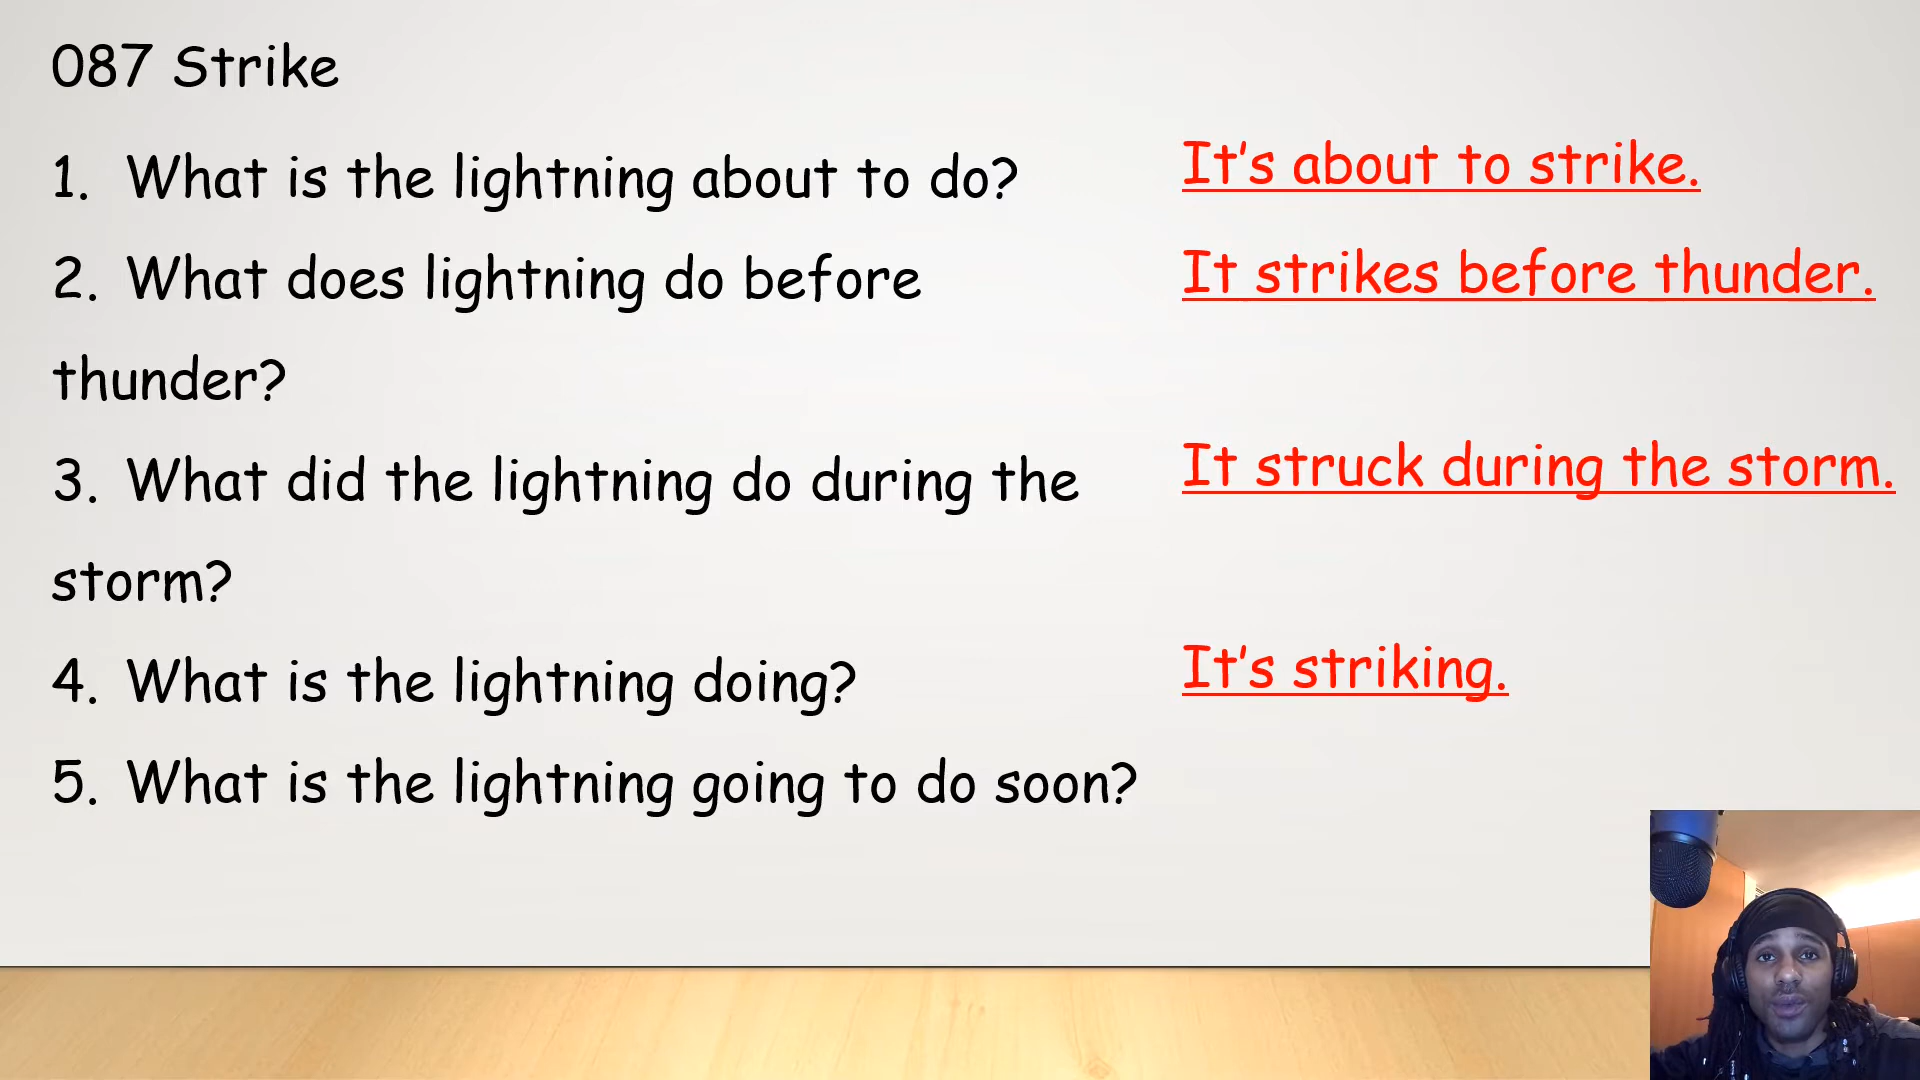 087 Strike
1. What is the lightning about to do?
It's about to strike.
2. What does lightning do before
It strikes before thunder.
thunder?
3. What did the lightning do during the
It struck during the storm.
storm?
4. What is the lightning doing?
It's striking.
5. What is the lightning going to do soon?